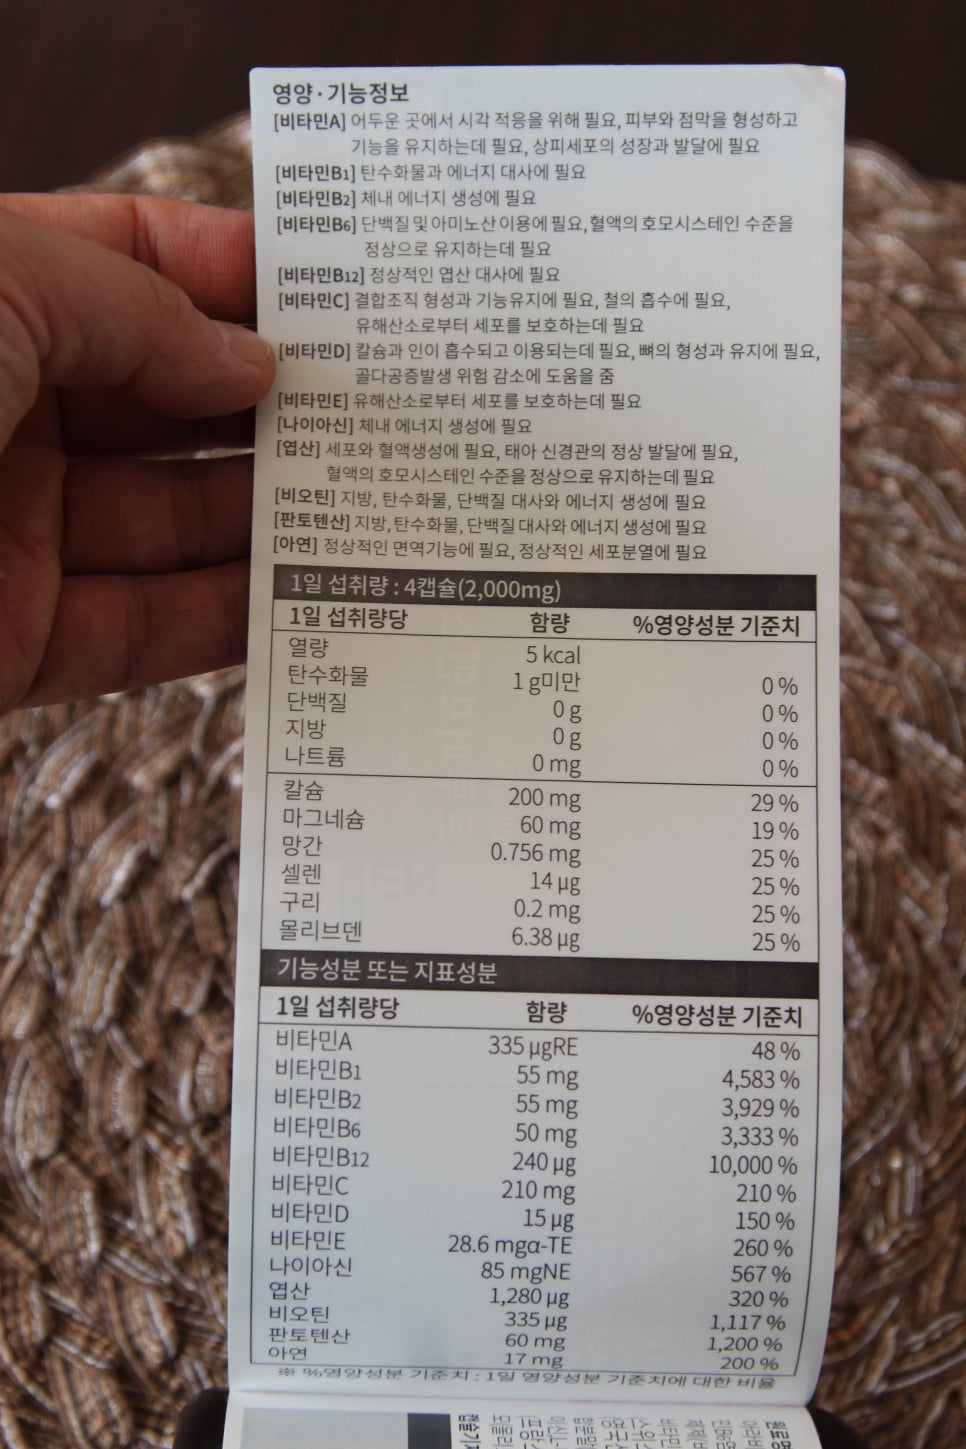 영양·기능정보
[비타민A] 어두운 곳에서 시각 적응을 위해 필요, 피부와 점막을 형성하고
기능을 유지하는데 필요, 상피세포의 성장과 발달에 필요
[비타민B1] 탄수화물과 에너지 대사에 필요
[비타민B2] 체내 에너지 생성에 필요
[비타민B6] 단백질 및 아미노산 이용에 필요, 혈액의 호모시스테인 수준을
정상으로 유지하는데 필요
[비타민B12] 정상적인 엽산 대사에 필요
[비타민C] 결합조직 형성과 기능유지에 필요, 철의 흡수에 필요,
유해산소로부터 세포를 보호하는데 필요
[비타민D] 칼슘과 인이 흡수되고 이용되는데 필요, 뼈의 형성과 유지에 필요,
골다공증발생 위험 감소에 도움을 줌
[비타민E] 유해산소로부터 세포를 보호하는데 필요
[나이아신] 체내 에너지 생성에 필요
[엽산] 세포와 혈액생성에 필요, 태아 신경관의 정상 발달에 필요,
혈액의 호모시스테인 수준을 정상으로 유지하는데 필요
[비오틴] 지방, 탄수화물, 단백질 대사와 에너지 생성에 필요
[판토텐산] 지방, 탄수화물, 단백질 대사와 에너지 생성에 필요
[아연] 정상적인 면역기능에 필요, 정상적인 세포분열에 필요
1일 섭취량 : 4캡슐(2,000mg)
1일 섭취량당 함량 %영양성분 기준치
열량 5 kcal
탄수화물 1 g미만 0 %
단백질 0 g 0 %
지방 0 g 0 %
나트륨 0 mg 0 %
칼슘 200 mg 29 %
마그네슘 60 mg 19 %
망간 0.756 mg 25 %
셀렌 14 µg 25 %
구리 0.2 mg 25 %
몰리브덴 6.38 µg 25 %
기능성분 또는 지표성분
1일 섭취량당 함량 %영양성분 기준치
비타민A 335 µgRE 48 %
비타민B1 55 mg 4,583 %
비타민B2 55 mg 3,929 %
비타민B6 50 mg 3,333 %
비타민B12 240 µg 10,000 %
비타민C 210 mg 210 %
비타민D 15 µg 150 %
비타민E 28.6 mgα-TE 260 %
나이아신 85 mgNE 567 %
엽산 1,280 µg 320 %
비오틴 335 µg 1,117 %
판토텐산 60 mg 1,200 %
아연 17 mg 200 %
※ %영양성분 기준치 : 1일 영양성분 기준치에 대한 비율